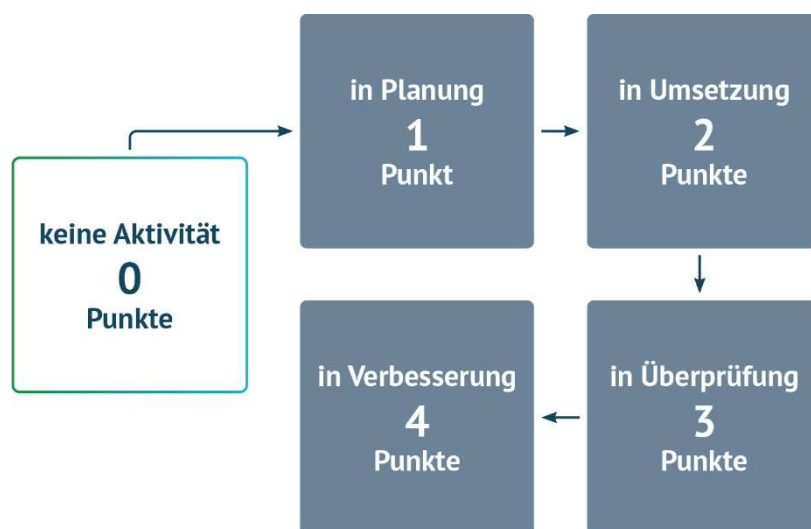 keine Aktivität
0
Punkte
in Planung
1
Punkt
in Umsetzung
2
Punkte
in Überprüfung
3
Punkte
in Verbesserung
4
Punkte